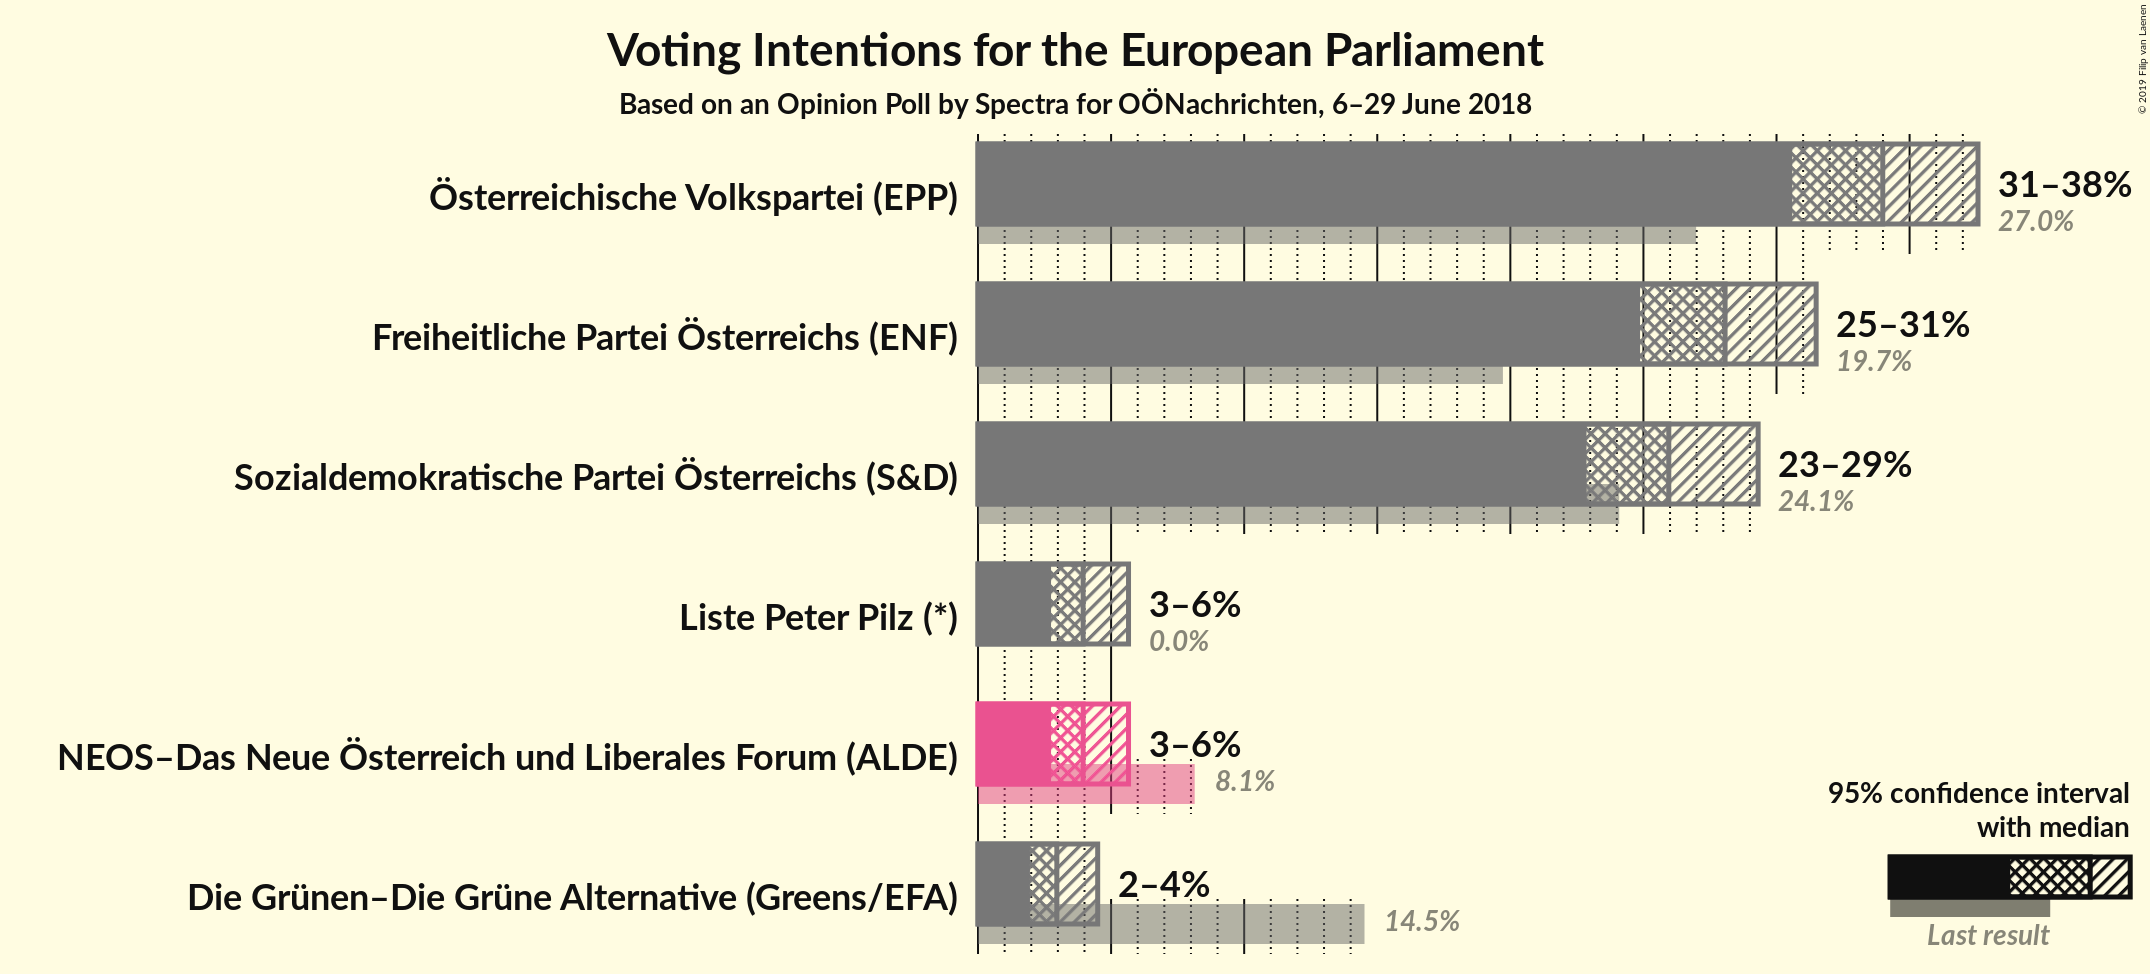 Voting Intentions for the European Parliament
Based on an Opinion Poll by Spectra for OÖNachrichten, 6–29 June 2018
© 2019 Filip van Laenen
Österreichische Volkspartei (EPP)
31–38%
27.0%
Freiheitliche Partei Österreichs (ENF)
25–31%
19.7%
Sozialdemokratische Partei Österreichs (S&D)
23–29%
24.1%
Liste Peter Pilz (*)
3–6%
0.0%
NEOS–Das Neue Österreich und Liberales Forum (ALDE)
3–6%
8.1%
Die Grünen–Die Grüne Alternative (Greens/EFA)
2–4%
14.5%
95% confidence interval
with median
Last result